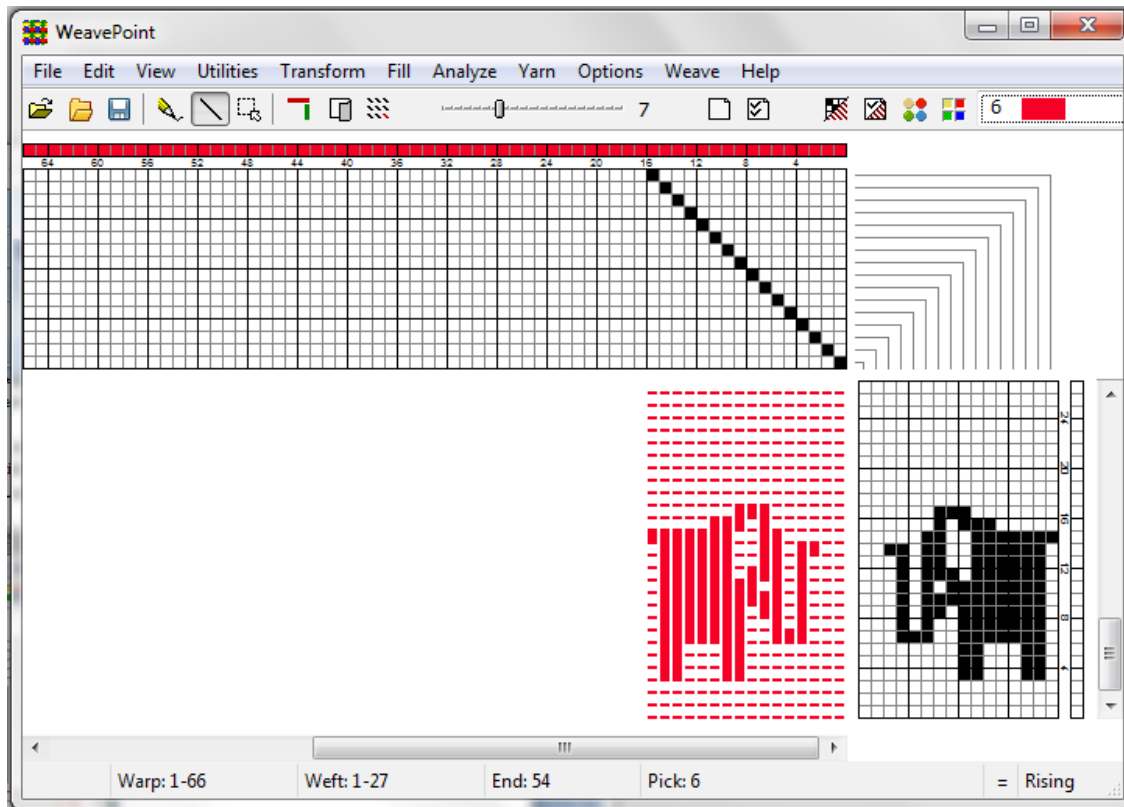 WeavePoint
File Edit View Utilities Transform Fill Analyze Yarn Options Weave Help
7 6
64 60 56 52 48 44 40 36 32 28 24 20 16 12 8 4
24
20
16
12
8
4
Warp: 1-66 Weft: 1-27 End: 54 Pick: 6 = Rising